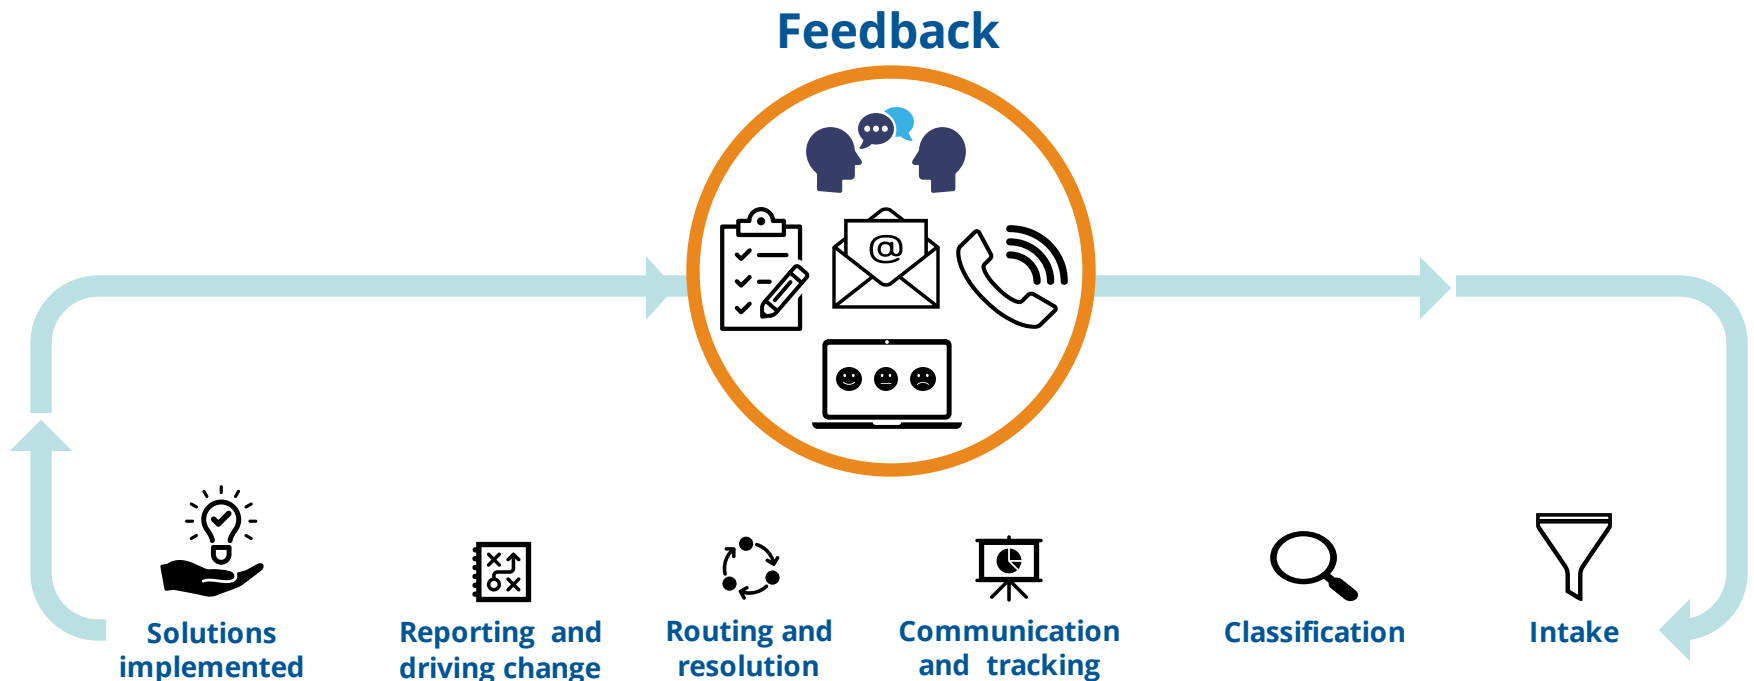 Feedback
@
Solutions
implemented
Reporting and
driving change
Routing and
resolution
Communication
and tracking
Classification
Intake